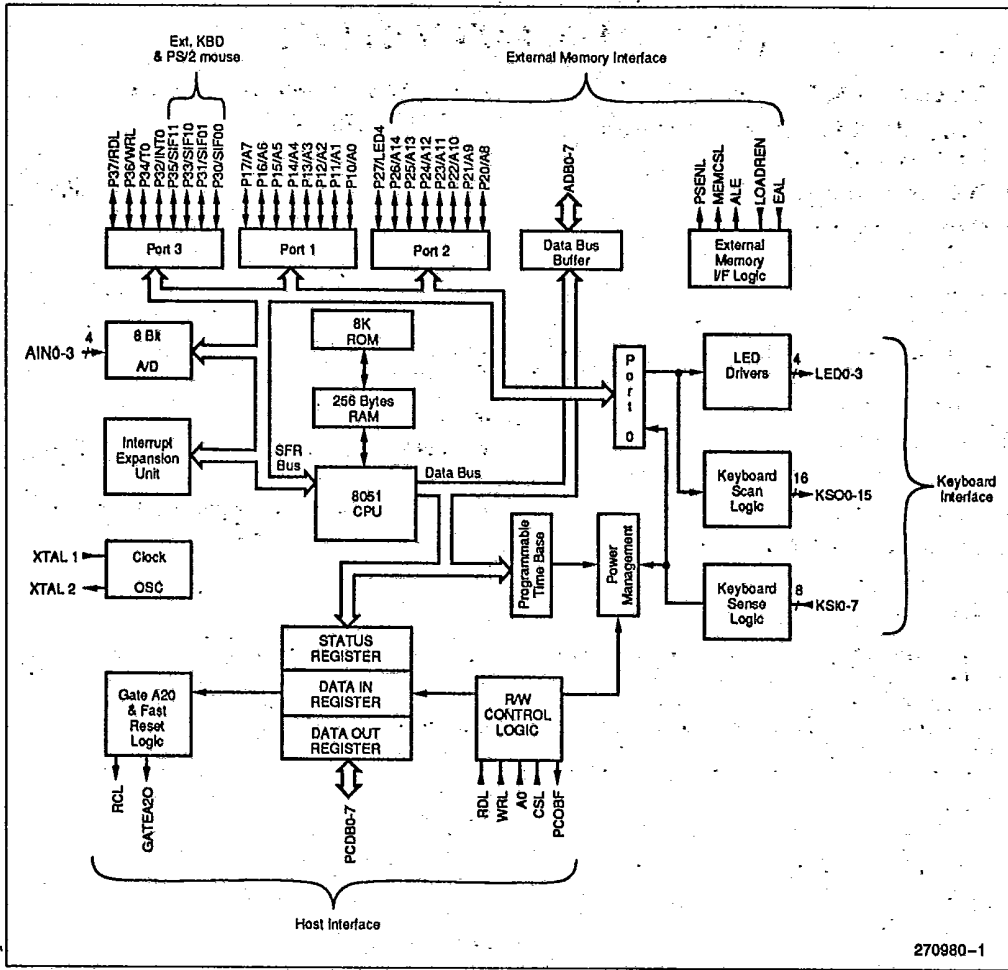 Ext. KBD
& PS/2 mouse
External Memory Interface
P37/RDL
P36/WRL
P34/T0
P32/INT0
P35/SIF11
P33/SIF10
P31/SIF01
P30/SIF00
P17/A7
P16/A6
P15/A5
P14/A4
P13/A3
P12/A2
P11/A1
P10/A0
P27/LED4
P26/A14
P25/A13
P24/A12
P23/A11
P22/A10
P21/A9
P20/A8
ADB0-7
PSENL
MEMCSL
ALE
LOADREN
EAL
Port 3
Port 1
Port 2
Data Bus
Buffer
External
Memory
I/F Logic
AIN0-3
4
8 Bit
A/D
8K
ROM
256 Bytes
RAM
Port 0
LED
Drivers
4
LED0-3
Interrupt
Expansion
Unit
SFR
Bus
8051
CPU
Data Bus
Keyboard
Scan
Logic
16
KSO0-15
Keyboard
Interface
XTAL 1
XTAL 2
Clock
OSC
Programmable
Time Base
Power
Management
Keyboard
Sense
Logic
8
KSI0-7
STATUS
REGISTER
DATA IN
REGISTER
DATA OUT
REGISTER
Gate A20
& Fast
Reset
Logic
R/W
CONTROL
LOGIC
RCL
GATEA20
PCDB0-7
RDL
WRL
A0
CSL
PCOBF
Host Interface
270980-1